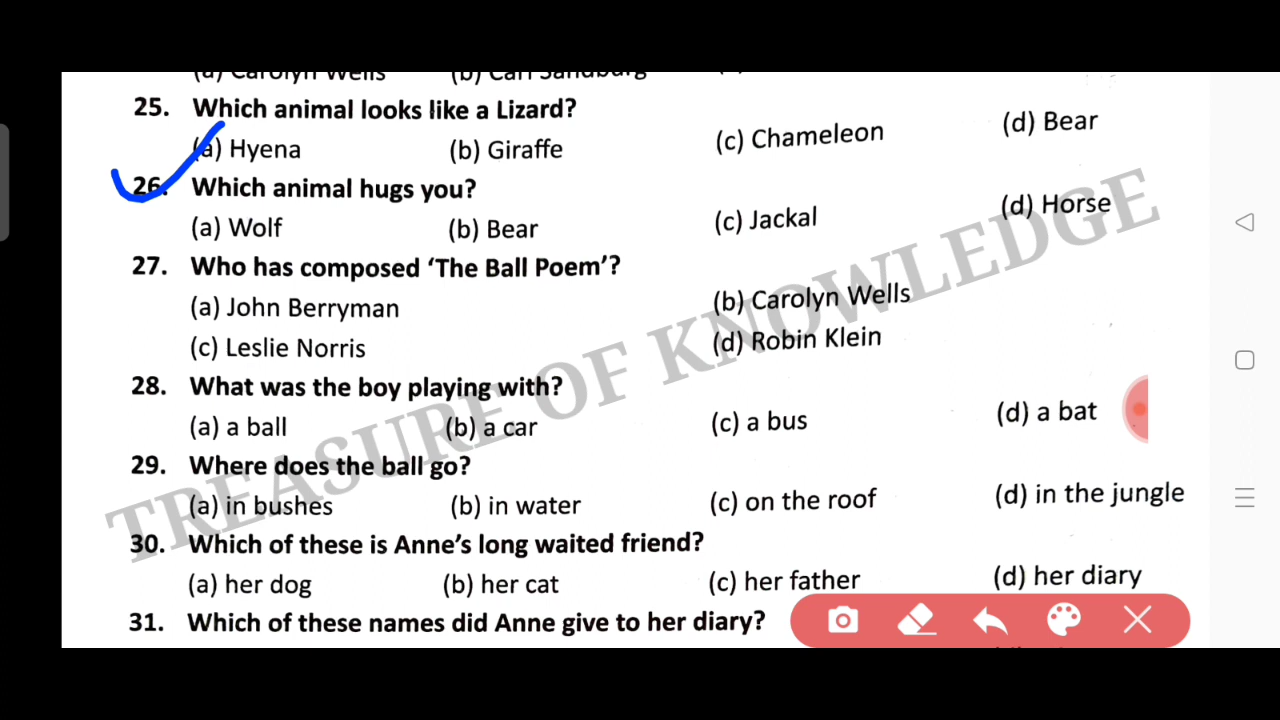 (a) Carolyn Wells (b) Carl Sandburg
25. Which animal looks like a Lizard?
(a) Hyena (b) Giraffe (c) Chameleon (d) Bear
26. Which animal hugs you?
(a) Wolf (b) Bear (c) Jackal (d) Horse
27. Who has composed ‘The Ball Poem’?
(a) John Berryman (b) Carolyn Wells
(c) Leslie Norris (d) Robin Klein
28. What was the boy playing with?
(a) a ball (b) a car (c) a bus (d) a bat
29. Where does the ball go?
(a) in bushes (b) in water (c) on the roof (d) in the jungle
30. Which of these is Anne’s long waited friend?
(a) her dog (b) her cat (c) her father (d) her diary
31. Which of these names did Anne give to her diary?
TREASURE OF KNOWLEDGE